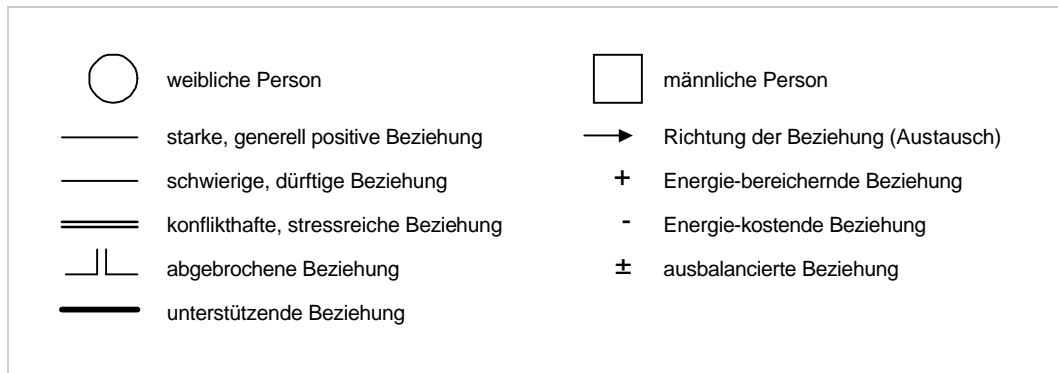 weibliche Person
männliche Person
starke, generell positive Beziehung
Richtung der Beziehung (Austausch)
schwierige, dürftige Beziehung
+ Energie-bereichernde Beziehung
konflikthafte, stressreiche Beziehung
- Energie-kostende Beziehung
abgebrochene Beziehung
± ausbalancierte Beziehung
unterstützende Beziehung